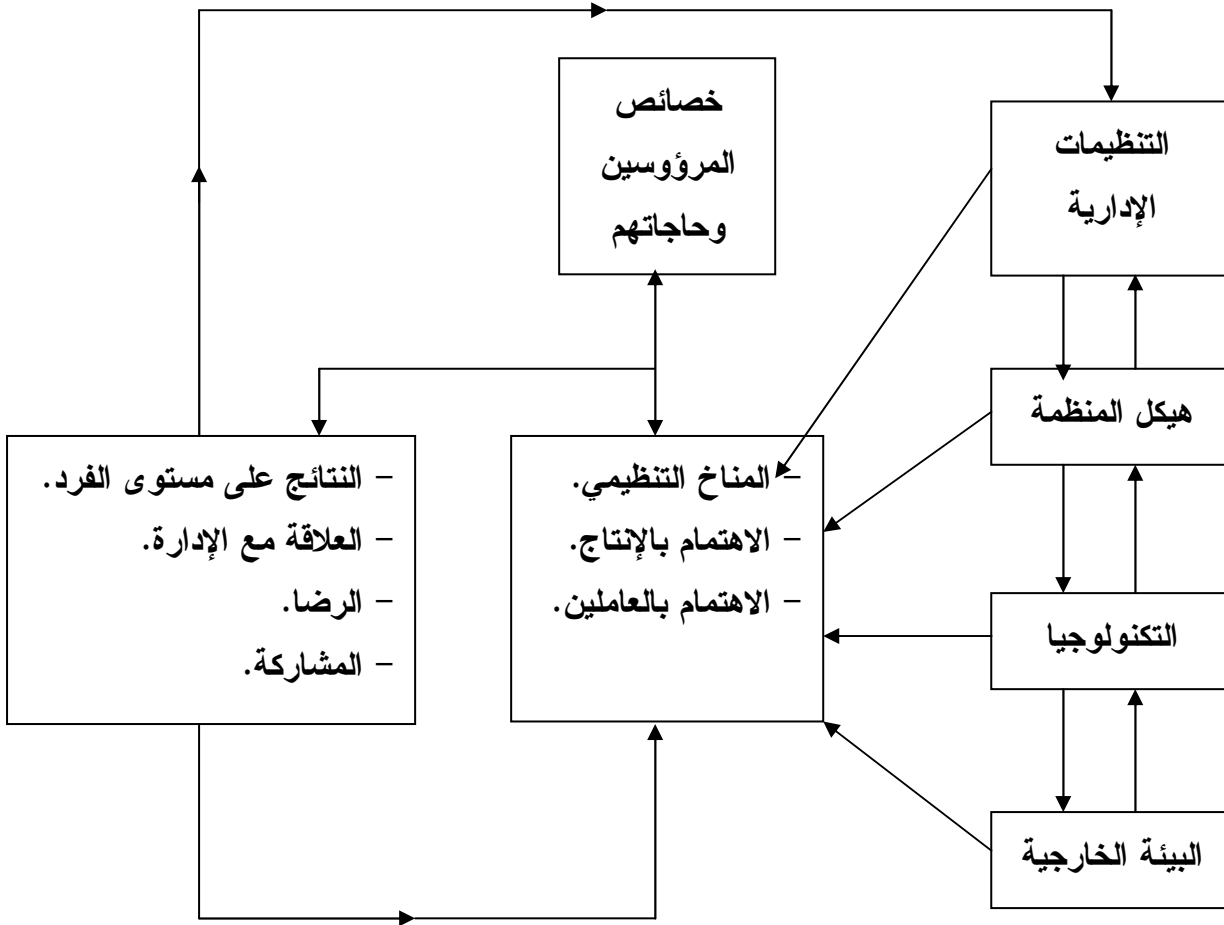 خصائص
المرؤوسين
وحاجاتهم
التنظيمات
الإدارية
هيكل المنظمة
- المناخ التنظيمي.
- الاهتمام بالإنتاج.
- الاهتمام بالعاملين.
- النتائج على مستوى الفرد.
- العلاقة مع الإدارة.
- الرضا.
- المشاركة.
التكنولوجيا
البيئة الخارجية